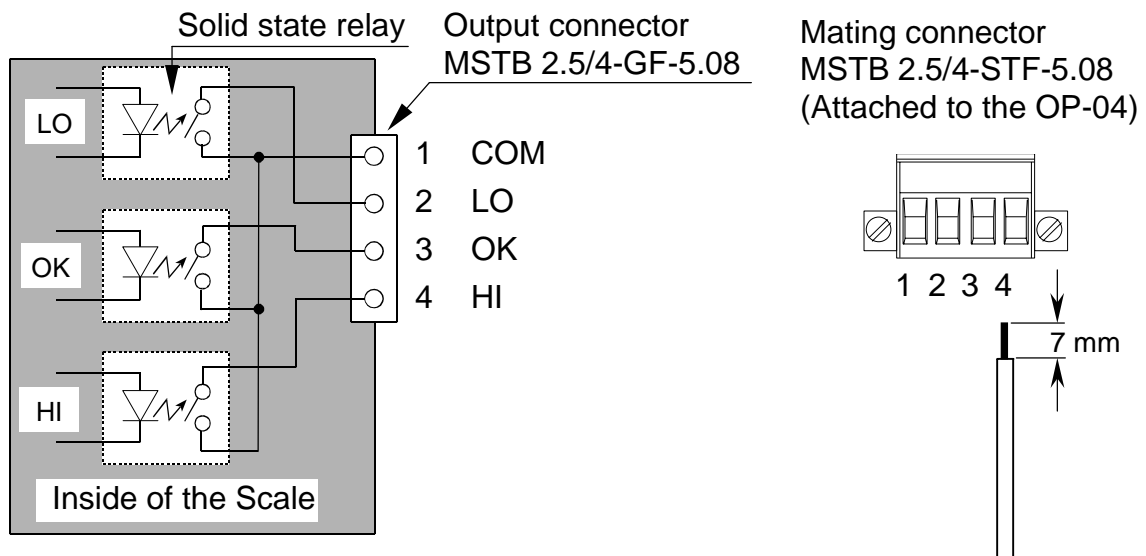 Solid state relay
Output connector
MSTB 2.5/4-GF-5.08
Mating connector
MSTB 2.5/4-STF-5.08
(Attached to the OP-04)
LO
OK
HI
Inside of the Scale
1 COM
2 LO
3 OK
4 HI
1 2 3 4
7 mm